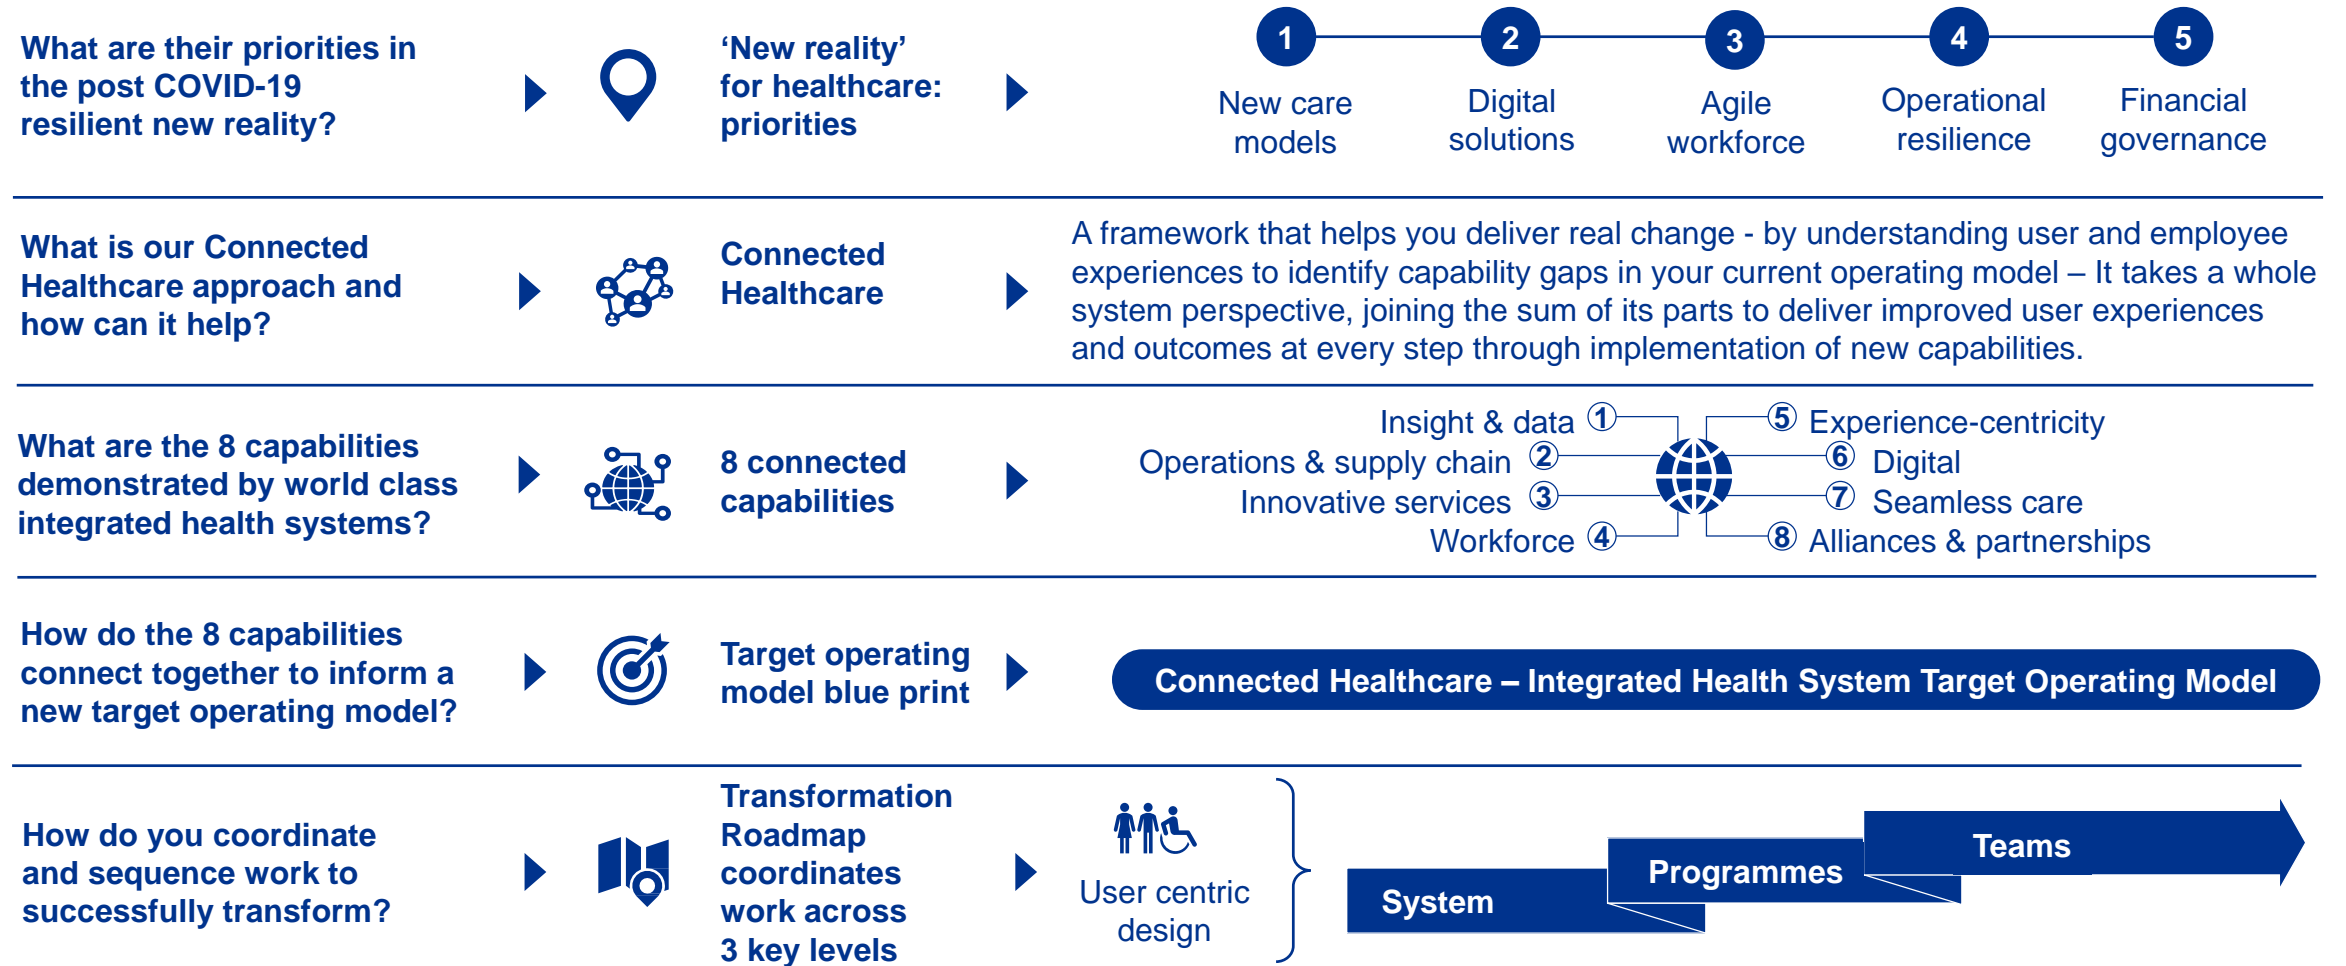 What are their priorities in
the post COVID-19
resilient new reality?
‘New reality’
for healthcare:
priorities
1
New care
models
2
Digital
solutions
3
Agile
workforce
4
Operational
resilience
5
Financial
governance
What is our Connected
Healthcare approach and
how can it help?
Connected
Healthcare
A framework that helps you deliver real change - by understanding user and employee
experiences to identify capability gaps in your current operating model – It takes a whole
system perspective, joining the sum of its parts to deliver improved user experiences
and outcomes at every step through implementation of new capabilities.
What are the 8 capabilities
demonstrated by world class
integrated health systems?
8 connected
capabilities
Insight & data 1
Operations & supply chain 2
Innovative services 3
Workforce 4
5 Experience-centricity
6 Digital
7 Seamless care
8 Alliances & partnerships
How do the 8 capabilities
connect together to inform a
new target operating model?
Target operating
model blue print
Connected Healthcare – Integrated Health System Target Operating Model
How do you coordinate
and sequence work to
successfully transform?
Transformation
Roadmap
coordinates
work across
3 key levels
User centric
design
System
Programmes
Teams